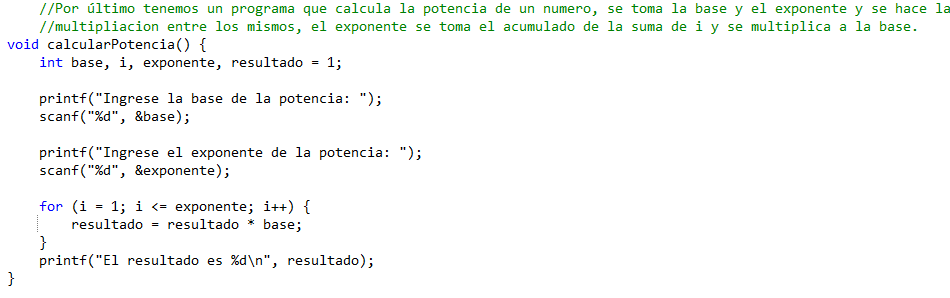 //Por último tenemos un programa que calcula la potencia de un numero, se toma la base y el exponente y se hace la
//multipliacion entre los mismos, el exponente se toma el acumulado de la suma de i y se multiplica a la base.
void calcularPotencia() {
int base, i, exponente, resultado = 1;
printf("Ingrese la base de la potencia: ");
scanf("%d", &base);
printf("Ingrese el exponente de la potencia: ");
scanf("%d", &exponente);
for (i = 1; i <= exponente; i++) {
resultado = resultado * base;
}
printf("El resultado es %d\n", resultado);
}